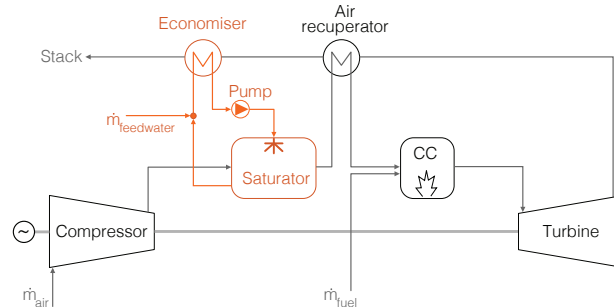 Economiser
Air
recuperator
Stack
Pump
ṁfeedwater
CC
Saturator
~
Compressor
Turbine
ṁair
ṁfuel